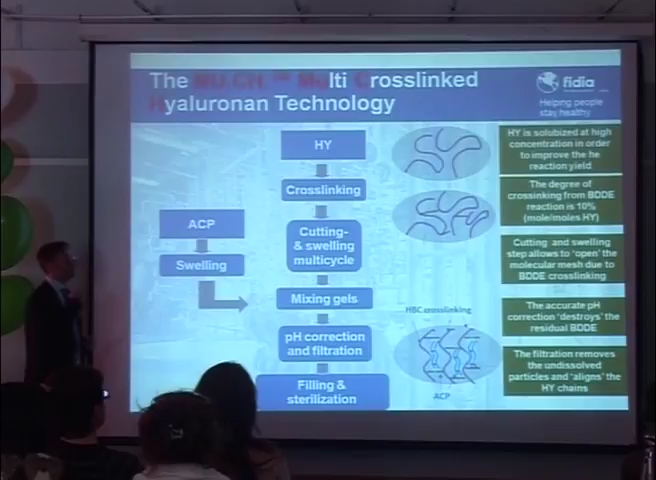 The MU.CH.™ MuLti Crosslinked
Hyaluronan Technology
fidia
Helping people
stay healthy
HY
Crosslinking
Cutting-
& swelling
multicycle
Mixing gels
pH correction
and filtration
Filling &
sterilization
ACP
Swelling
HBC crosslinking
ACP
HY is solubized at high
concentration in order
to improve the he
reaction yield
The degree of
crossinking from BDDE
reaction is 10%
(mole/moles HY)
Cutting and swelling
step allows to 'open' the
molecular mesh due to
BDDE crosslinking
The accurate pH
correction 'destroys' the
residual BDDE
The filtration removes
the undissolved
particles and 'aligns' the
HY chains